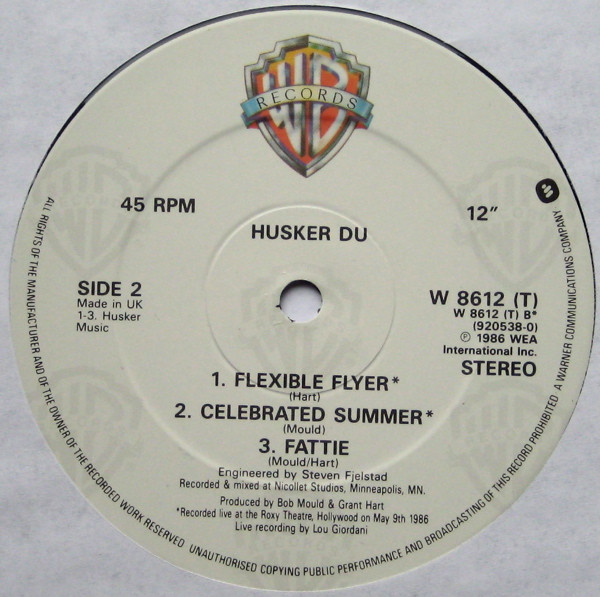 RECORDS
45 RPM
12"
HUSKER DU
SIDE 2
Made in UK
1-3. Husker
Music
W 8612 (T)
W 8612 (T) B*
(920538-0)
℗ 1986 WEA
International Inc.
STEREO
1. FLEXIBLE FLYER*
(Hart)
2. CELEBRATED SUMMER*
(Mould)
3. FATTIE
(Mould/Hart)
Engineered by Steven Fjelstad
Recorded & mixed at Nicollet Studios, Minneapolis, MN.
Produced by Bob Mould & Grant Hart
*Recorded live at the Roxy Theatre, Hollywood on May 9th 1986
Live recording by Lou Giordani
ALL RIGHTS OF THE MANUFACTURER AND OF THE OWNER OF THE RECORDED WORK RESERVED UNAUTHORISED COPYING PUBLIC PERFORMANCE AND BROADCASTING OF THIS RECORD PROHIBITED A WARNER COMMUNICATIONS COMPANY